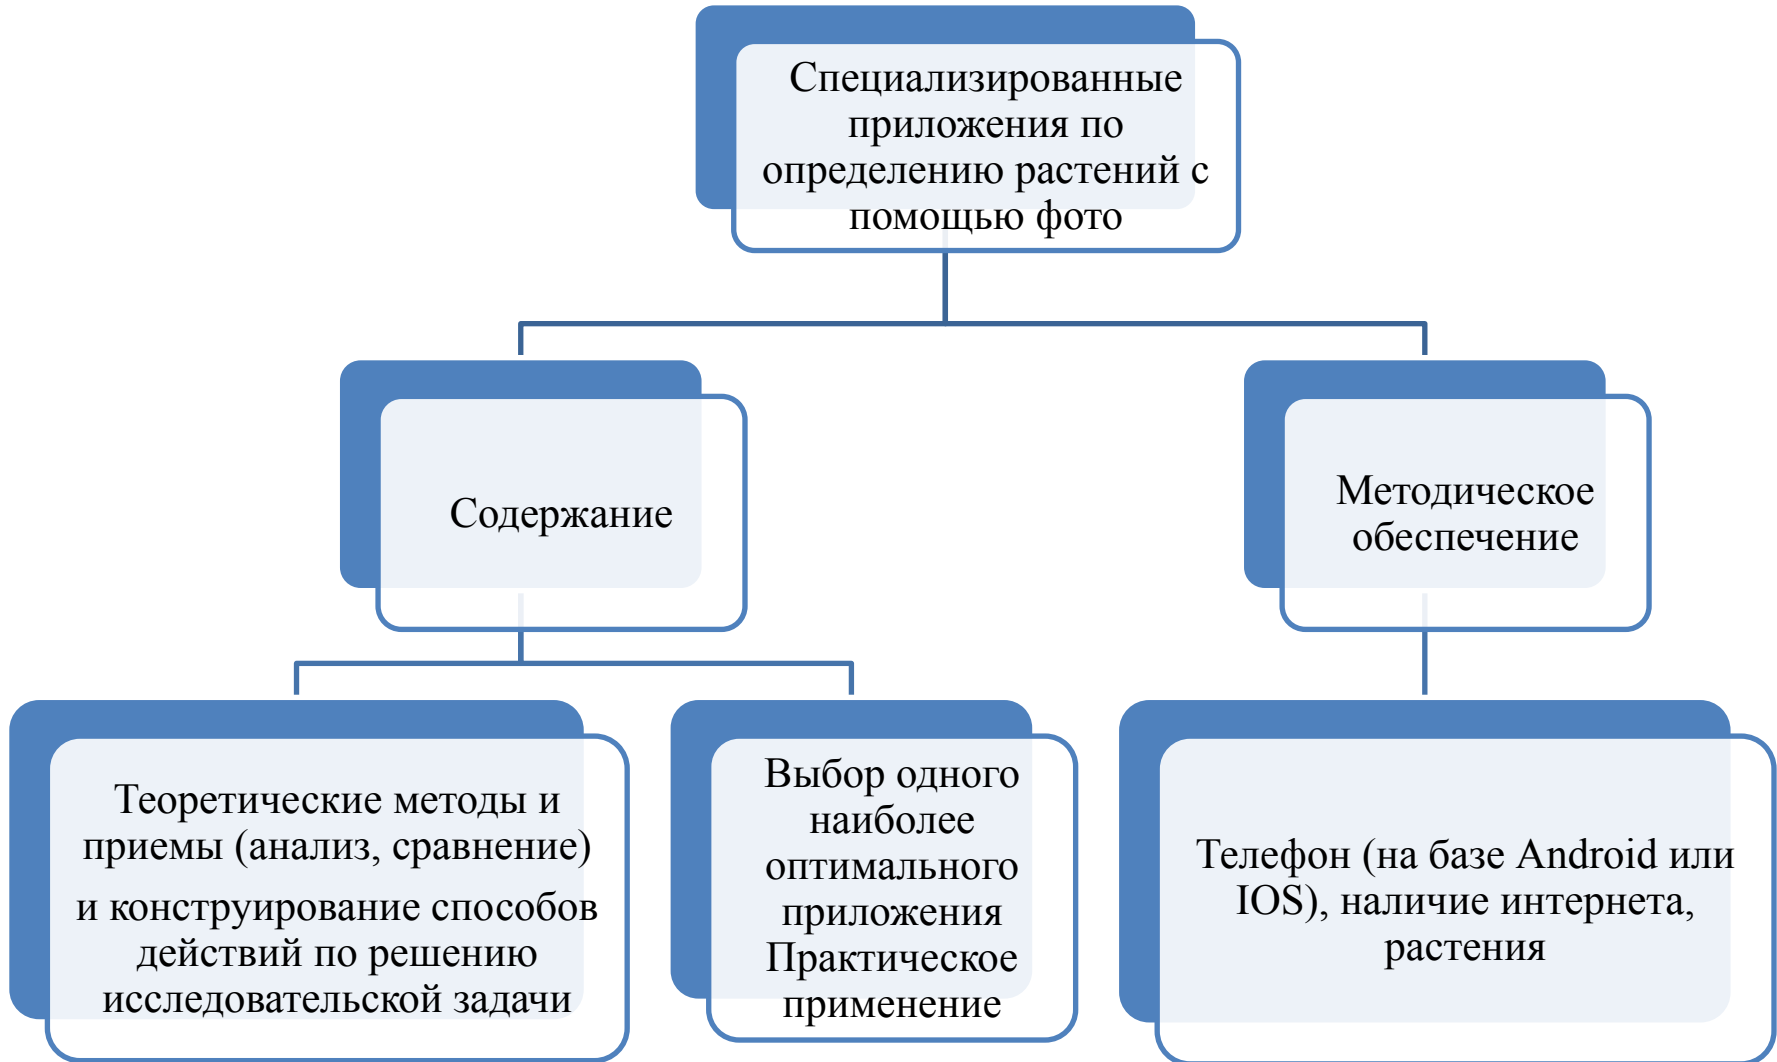 Специализированные
приложения по
определению растений с
помощью фото
Содержание
Методическое
обеспечение
Теоретические методы и
приемы (анализ, сравнение)
и конструирование способов
действий по решению
исследовательской задачи
Выбор одного
наиболее
оптимального
приложения
Практическое
применение
Телефон (на базе Android или
IOS), наличие интернета,
растения